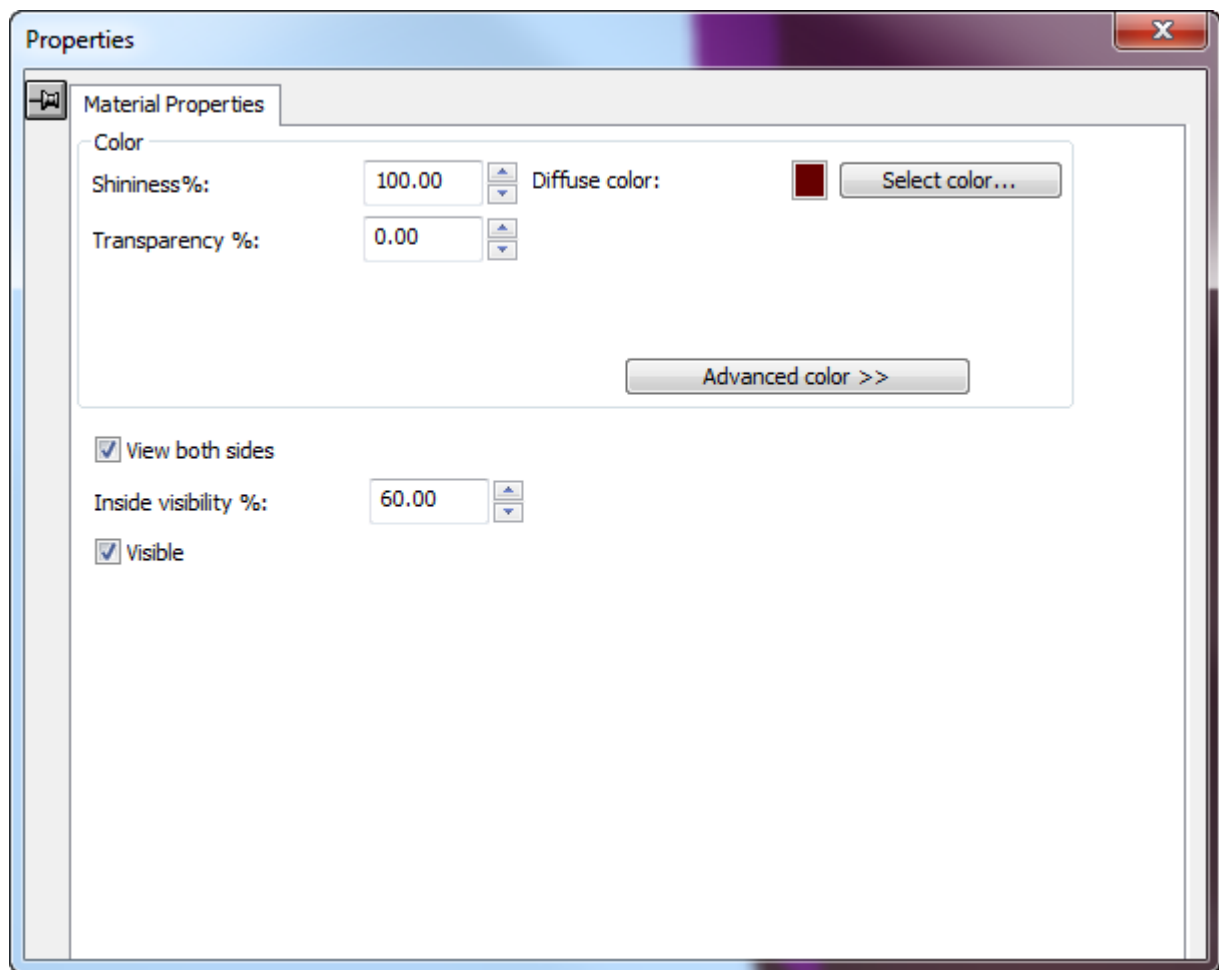 Properties
Material Properties
Color
Shininess%: 100.00 Diffuse color: Select color...
Transparency %: 0.00
Advanced color >>
View both sides
Inside visibility %: 60.00
Visible